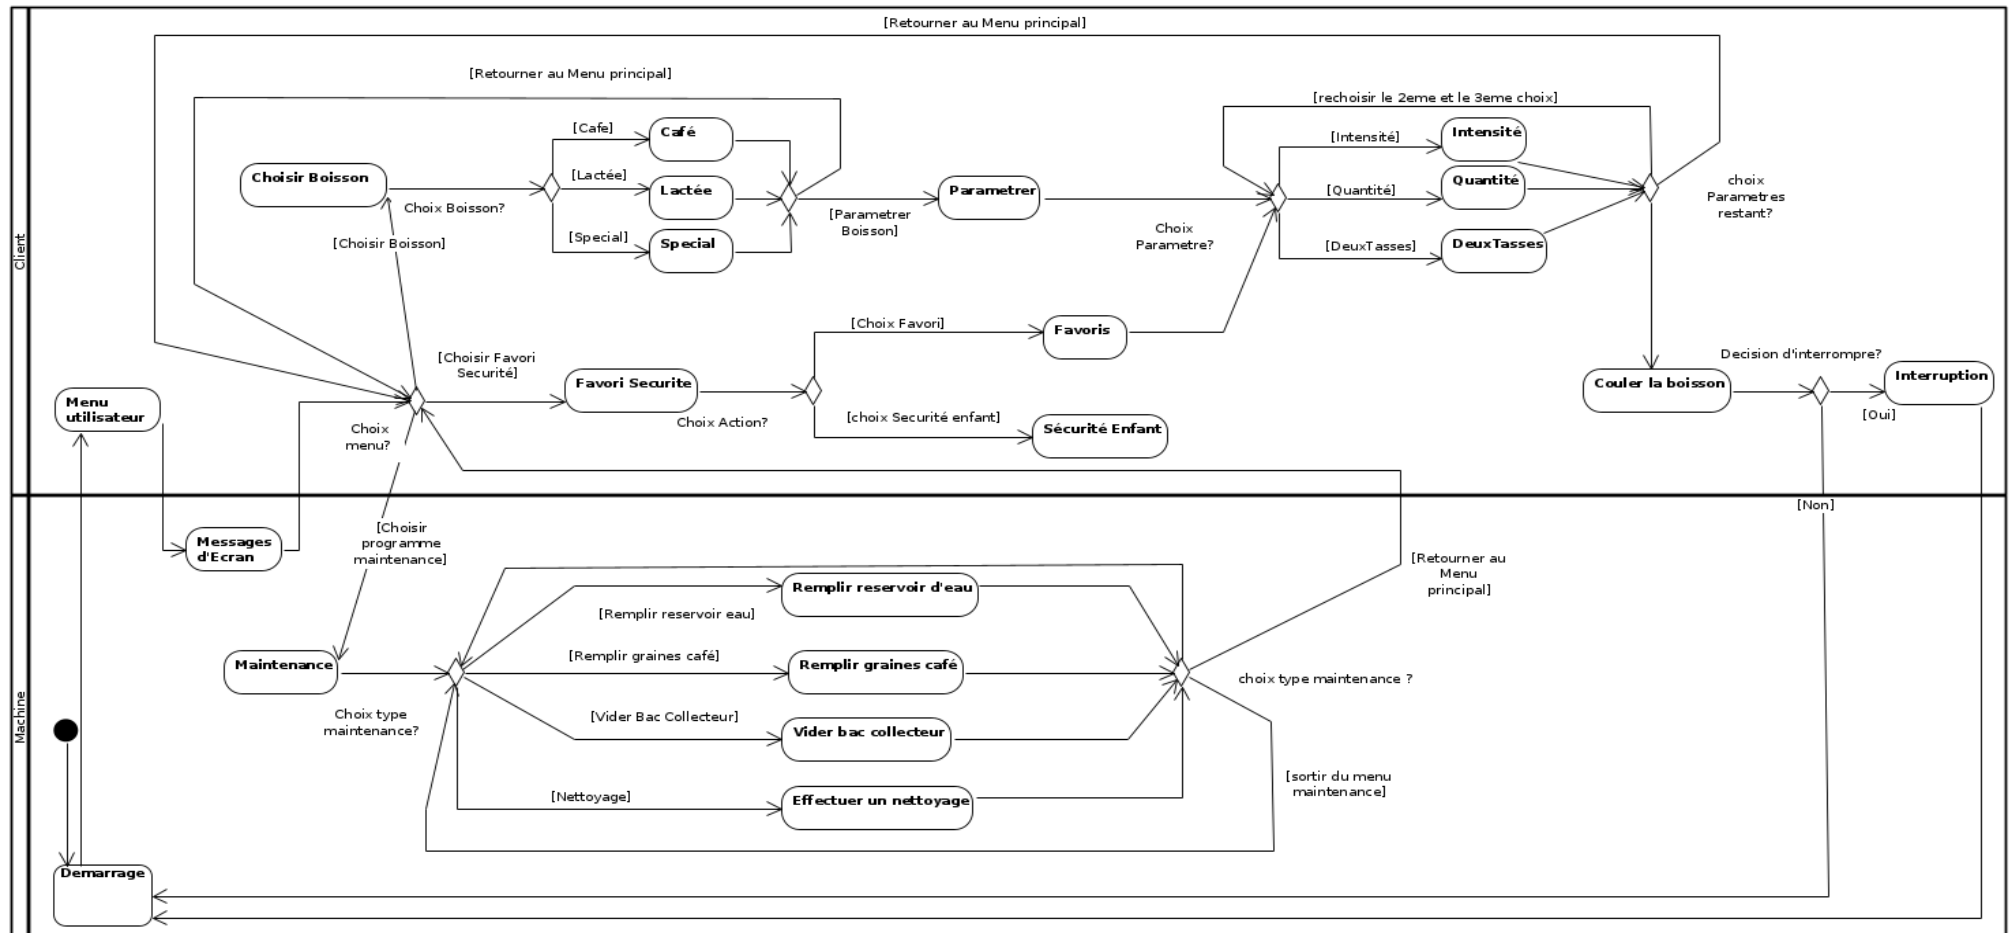 [Retourner au Menu principal]
[Retourner au Menu principal]
[rechoisir le 2eme et le 3eme choix]
Client
Choisir Boisson
Choix Boisson?
[Choisir Boisson]
[Cafe]
Café
[Lactée]
Lactée
[Special]
Special
[Parametrer
Boisson]
Parametrer
Choix
Parametre?
[Intensité]
Intensité
[Quantité]
Quantité
[DeuxTasses]
DeuxTasses
choix
Parametres
restant?
Menu
utilisateur
Choix
menu?
[Choisir Favori
Securité]
Favori Securite
Choix Action?
[Choix Favori]
Favoris
[choix Securité enfant]
Sécurité Enfant
Couler la boisson
Decision d'interrompre?
Interruption
[Oui]
[Non]
Machine
Messages
d'Ecran
[Choisir
programme
maintenance]
Maintenance
Choix type
maintenance?
[Remplir reservoir eau]
Remplir reservoir d'eau
[Remplir graines café]
Remplir graines café
[Vider Bac Collecteur]
Vider bac collecteur
[Nettoyage]
Effectuer un nettoyage
[Retourner au
Menu
principal]
choix type maintenance ?
[sortir du menu
maintenance]
Demarrage